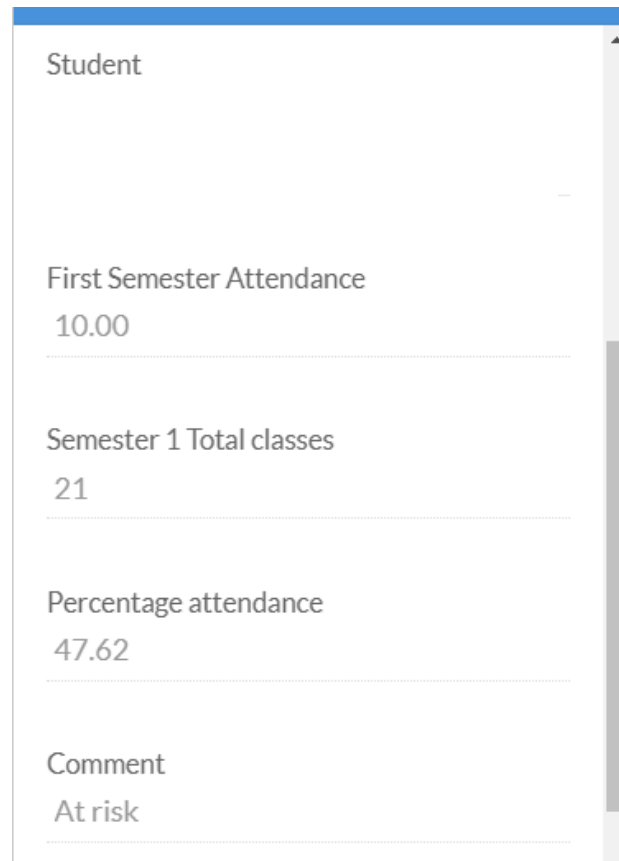 Student
First Semester Attendance
10.00
Semester 1 Total classes
21
Percentage attendance
47.62
Comment
At risk